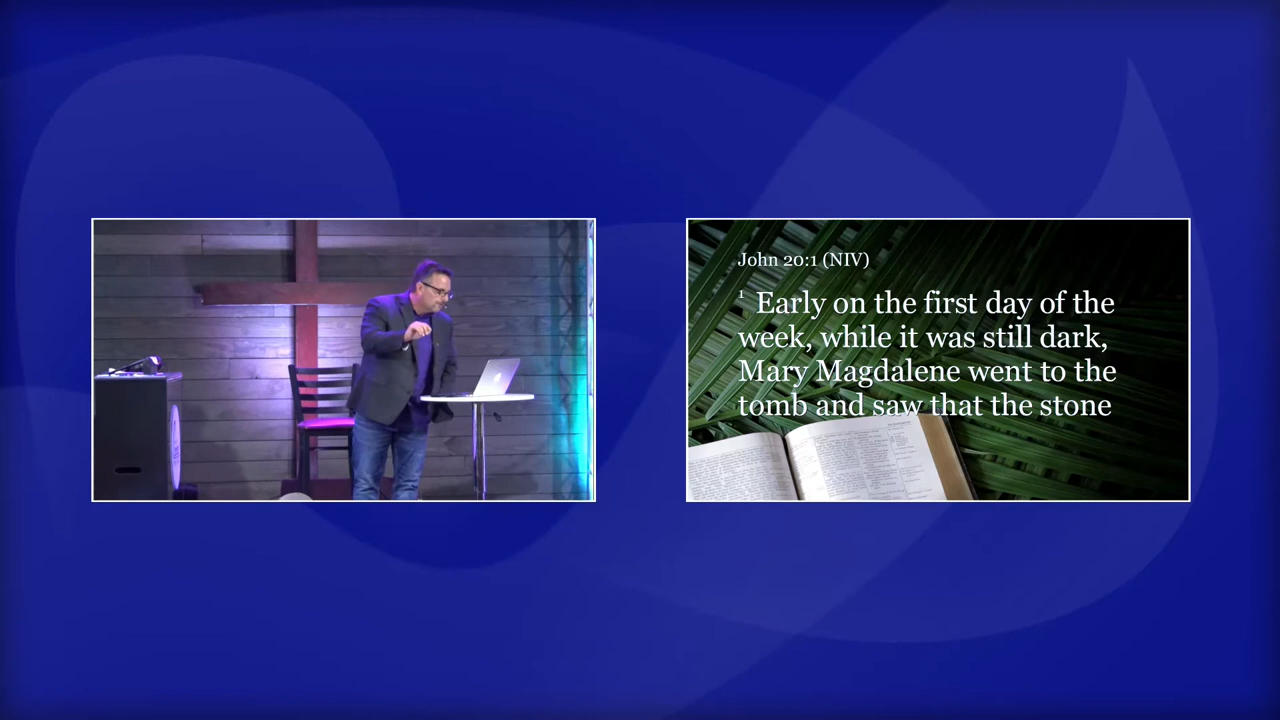 John 20:1 (NIV)
1 Early on the first day of the
week, while it was still dark,
Mary Magdalene went to the
tomb and saw that the stone